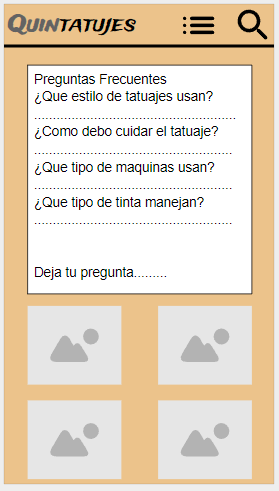 QUINTATUJES
Preguntas Frecuentes
¿Que estilo de tatuajes usan?
......................................................
¿Como debo cuidar el tatuaje?
.....................................................
¿Que tipo de maquinas usan?
.....................................................
¿Que tipo de tinta manejan?
.....................................................
Deja tu pregunta.........